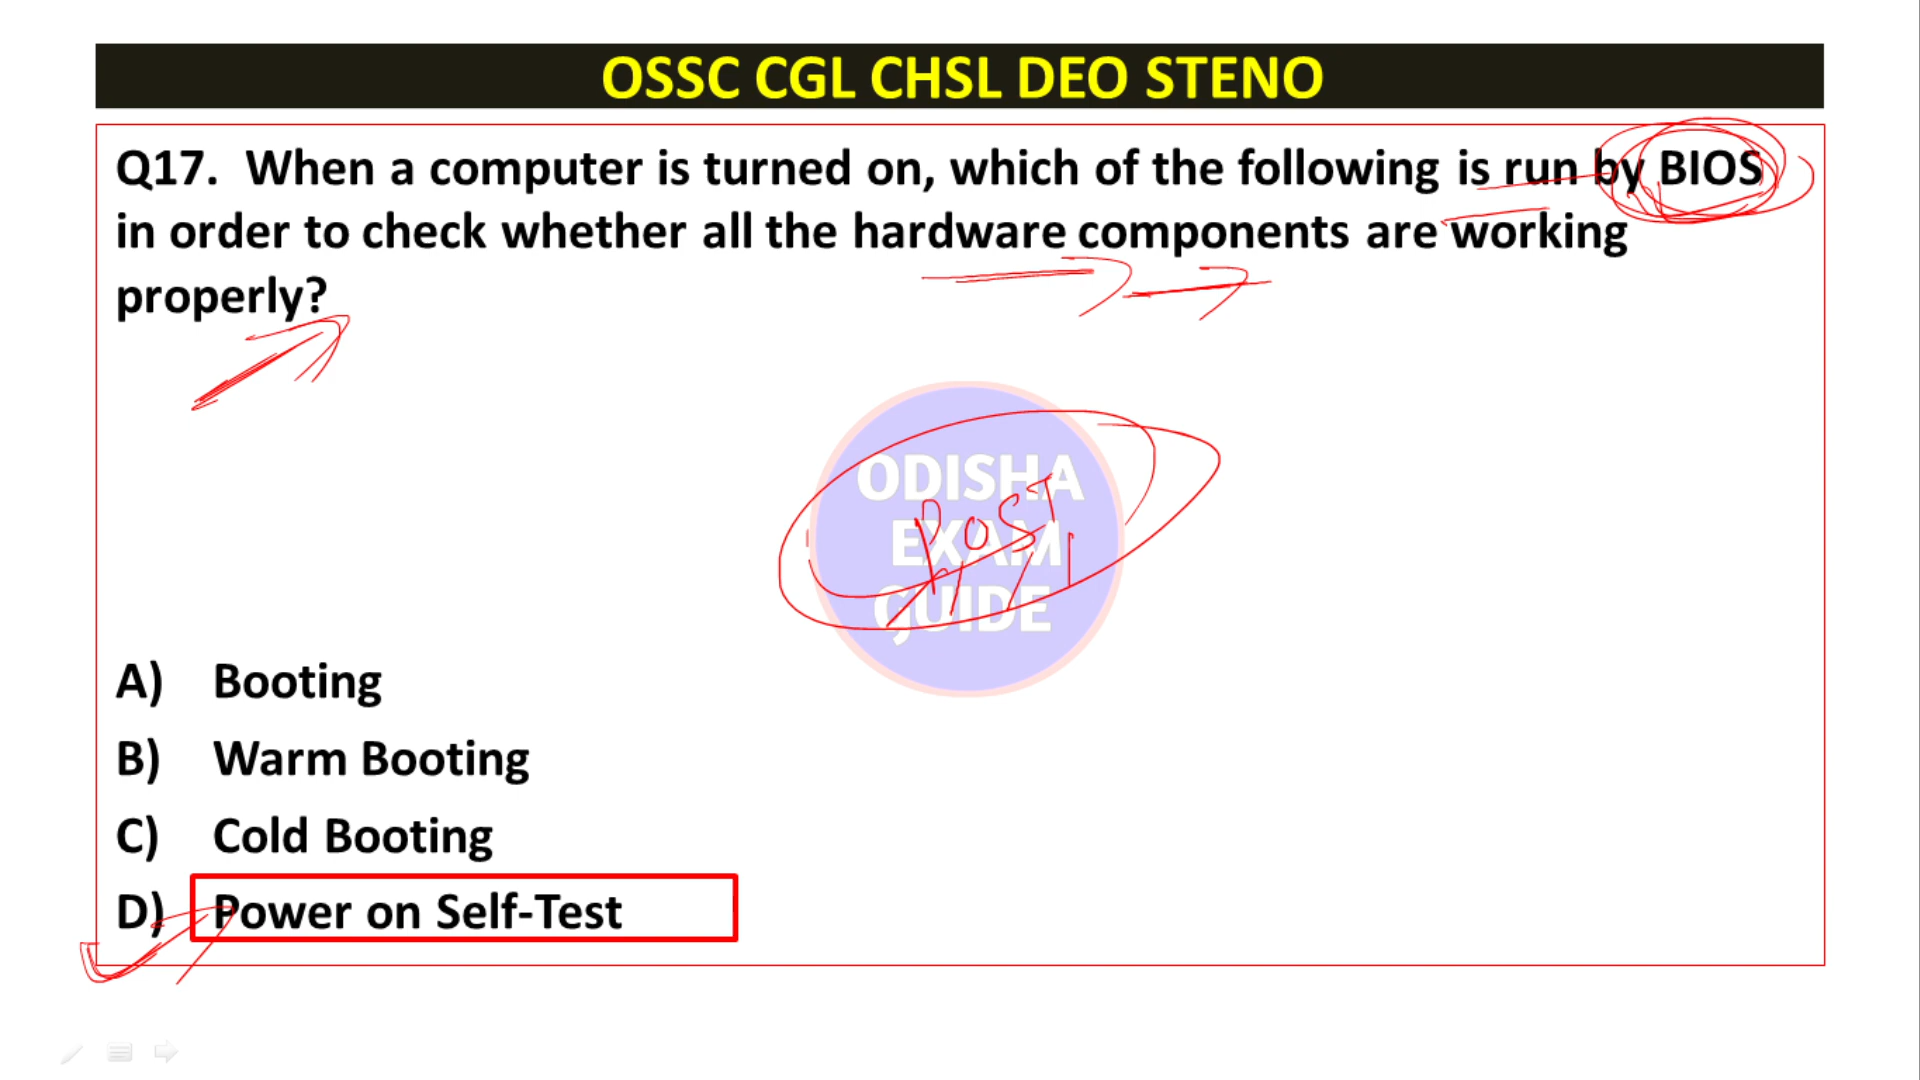 OSSC CGL CHSL DEO STENO
Q17. When a computer is turned on, which of the following is run by BIOS
in order to check whether all the hardware components are working
properly?
ODISHA
EXAM
GUIDE
POST
A) Booting
B) Warm Booting
C) Cold Booting
D) Power on Self-Test